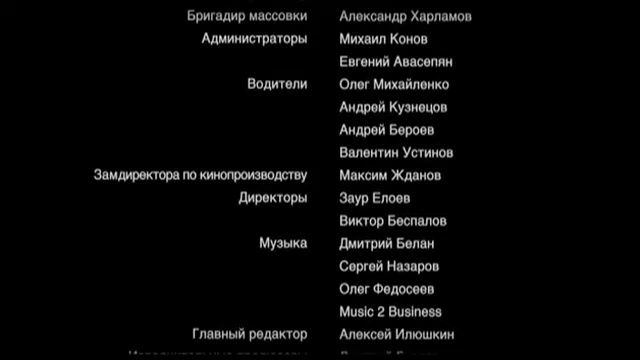 Бригадир массовки Александр Харламов
Администраторы Михаил Конов
Евгений Авасепян
Водители Олег Михайленко
Андрей Кузнецов
Андрей Бероев
Валентин Устинов
Замдиректора по кинопроизводству Максим Жданов
Директоры Заур Елоев
Виктор Беспалов
Музыка Дмитрий Белан
Сергей Назаров
Олег Федосеев
Music 2 Business
Главный редактор Алексей Илюшкин